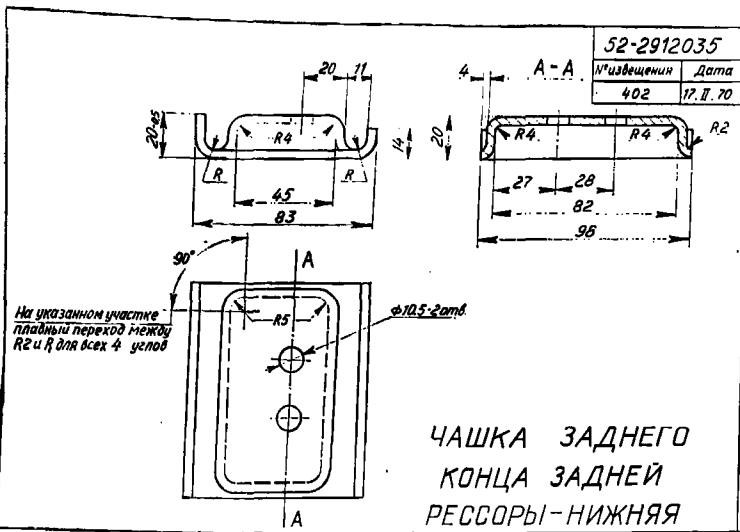 52-2912035
№ извещения Дата
402 17.II.70
20 11
20-0,5
R4
14
R R
45
83
A-A
4
20
R4 R4
R2
27 28
82
96
90°
A
На указанном участке
плавный переход между
R2 и R для всех 4 углов
R5
ф10,5-2отв.
A
ЧАШКА ЗАДНЕГО
КОНЦА ЗАДНЕЙ
РЕССОРЫ-НИЖНЯЯ